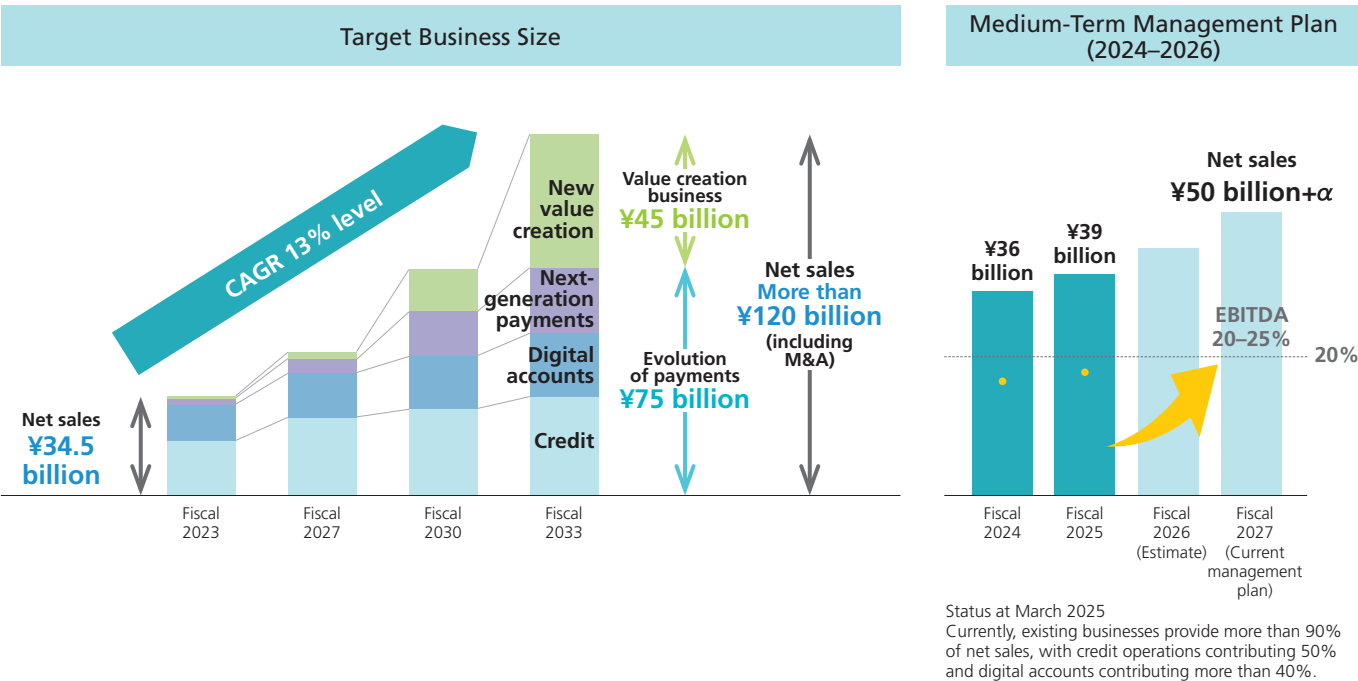 Target Business Size
CAGR 13% level
Net sales
¥34.5
billion
New
value
creation
Next-
generation
payments
Digital
accounts
Credit
Value creation
business
¥45 billion
Evolution
of payments
¥75 billion
Net sales
More than
¥120 billion
(including
M&A)
Fiscal
2023
Fiscal
2027
Fiscal
2030
Fiscal
2033
Medium-Term Management Plan
(2024–2026)
¥36
billion
¥39
billion
Net sales
¥50 billion+α
EBITDA
20–25%
20%
Fiscal
2024
Fiscal
2025
Fiscal
2026
(Estimate)
Fiscal
2027
(Current
management
plan)
Status at March 2025
Currently, existing businesses provide more than 90%
of net sales, with credit operations contributing 50%
and digital accounts contributing more than 40%.